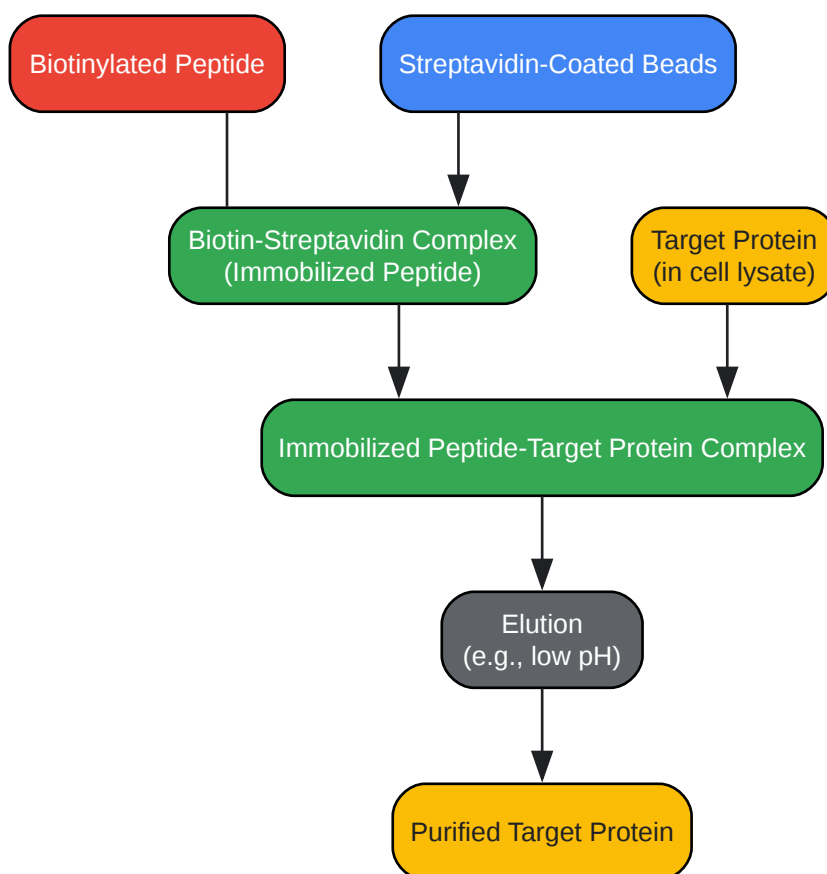 Biotinylated Peptide
Streptavidin-Coated Beads
Biotin-Streptavidin Complex
(Immobilized Peptide)
Target Protein
(in cell lysate)
Immobilized Peptide-Target Protein Complex
Elution
(e.g., low pH)
Purified Target Protein